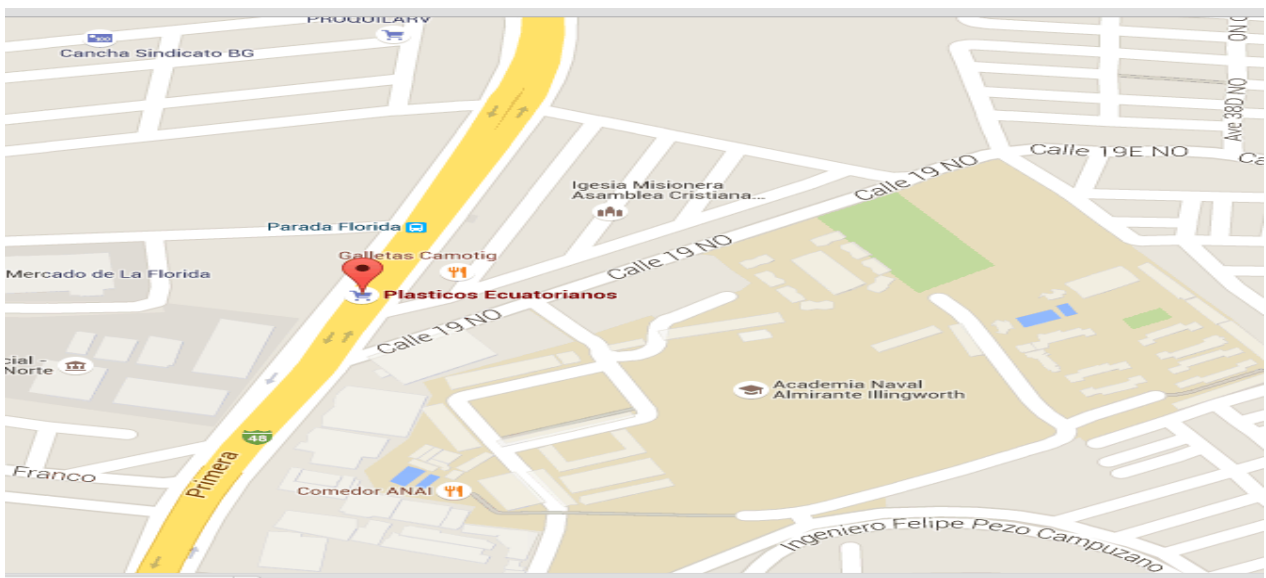 PROQUILARV
Cancha Sindicato BG
Ave 38D NO
Calle 19E NO
Calle 19 NO
Igesia Misionera
Asamblea Cristiana...
Parada Florida
Calle 19 NO
Galletas Camotig
Mercado de La Florida
Plasticos Ecuatorianos
Calle 19 NO
cial -
Norte
Academia Naval
Almirante Illingworth
48
Franco
Primera
Comedor ANAI
Ingeniero Felipe Pezo Campuzano